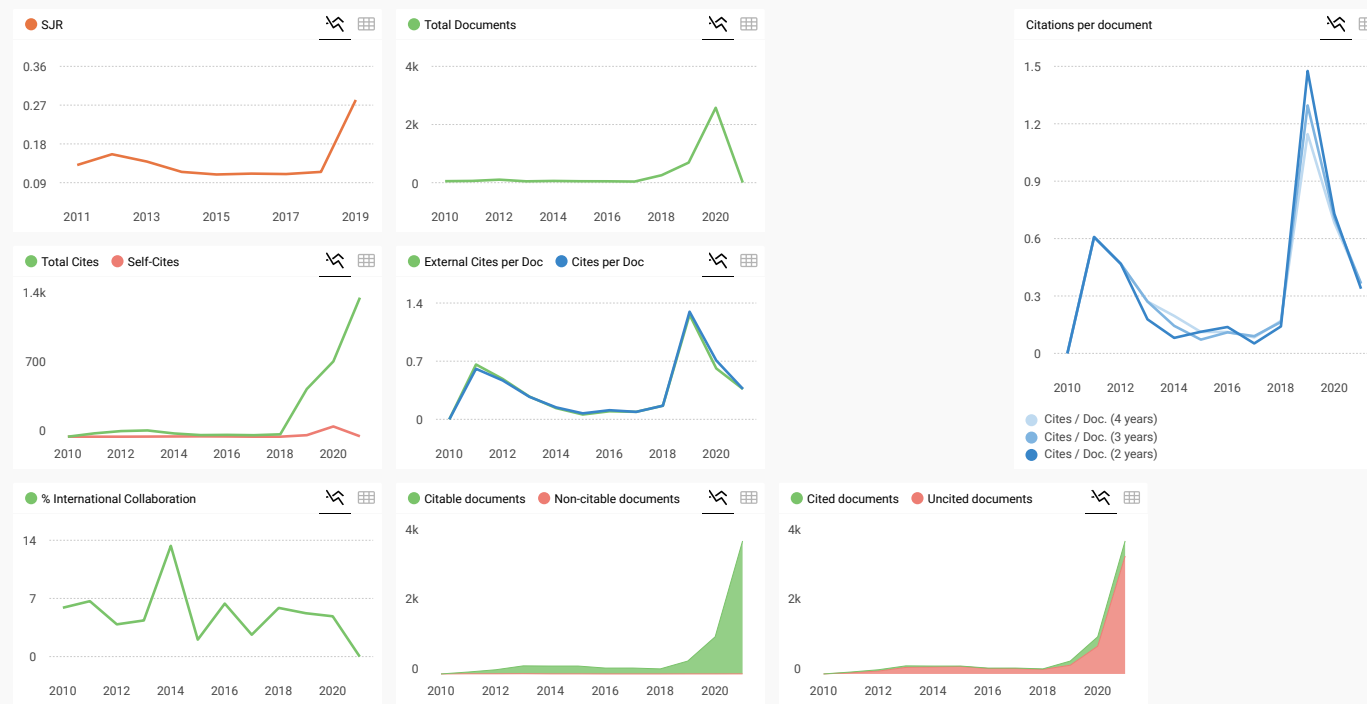 SJR
0.36
0.27
0.18
0.09
2011 2013 2015 2017 2019
Total Documents
4k
2k
0
2010 2012 2014 2016 2018 2020
Citations per document
1.5
1.2
0.9
0.6
0.3
0
2010 2012 2014 2016 2018 2020
Cites / Doc. (4 years)
Cites / Doc. (3 years)
Cites / Doc. (2 years)
Total Cites Self-Cites
1.4k
700
0
2010 2012 2014 2016 2018 2020
External Cites per Doc Cites per Doc
1.4
0.7
0
2010 2012 2014 2016 2018 2020
% International Collaboration
14
7
0
2010 2012 2014 2016 2018 2020
Citable documents Non-citable documents
4k
2k
0
2010 2012 2014 2016 2018 2020
Cited documents Uncited documents
4k
2k
0
2010 2012 2014 2016 2018 2020